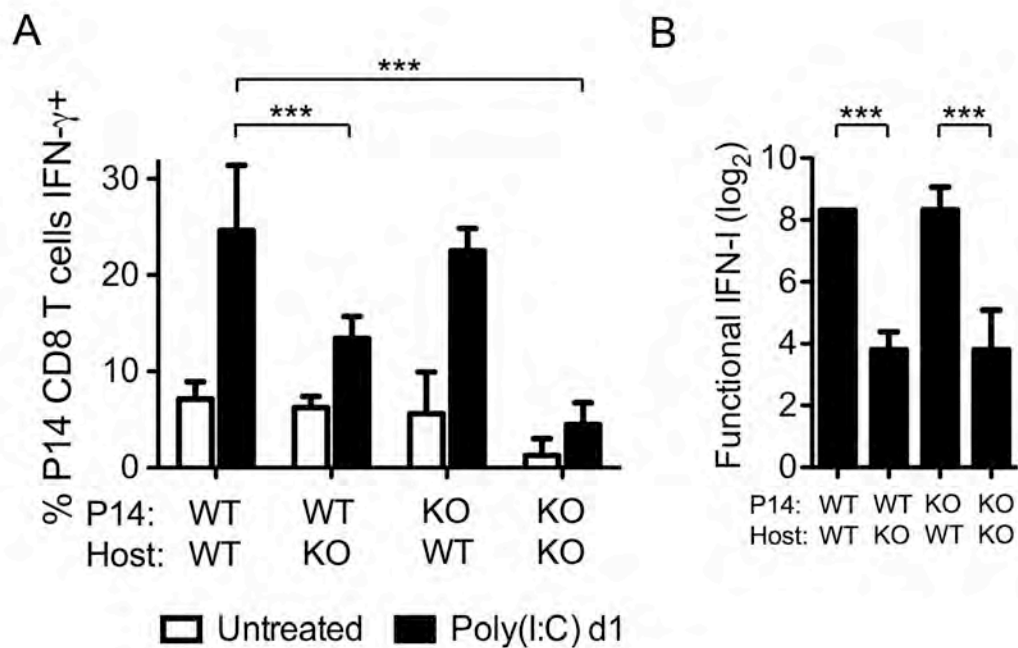 A
% P14 CD8 T cells IFN-γ+
30
20
10
0
***
***
P14: WT WT KO KO
Host: WT KO WT KO
Untreated Poly(I:C) d1
B
Functional IFN-I (log₂)
10
8
6
4
2
0
*** ***
P14: WT WT KO KO
Host: WT KO WT KO